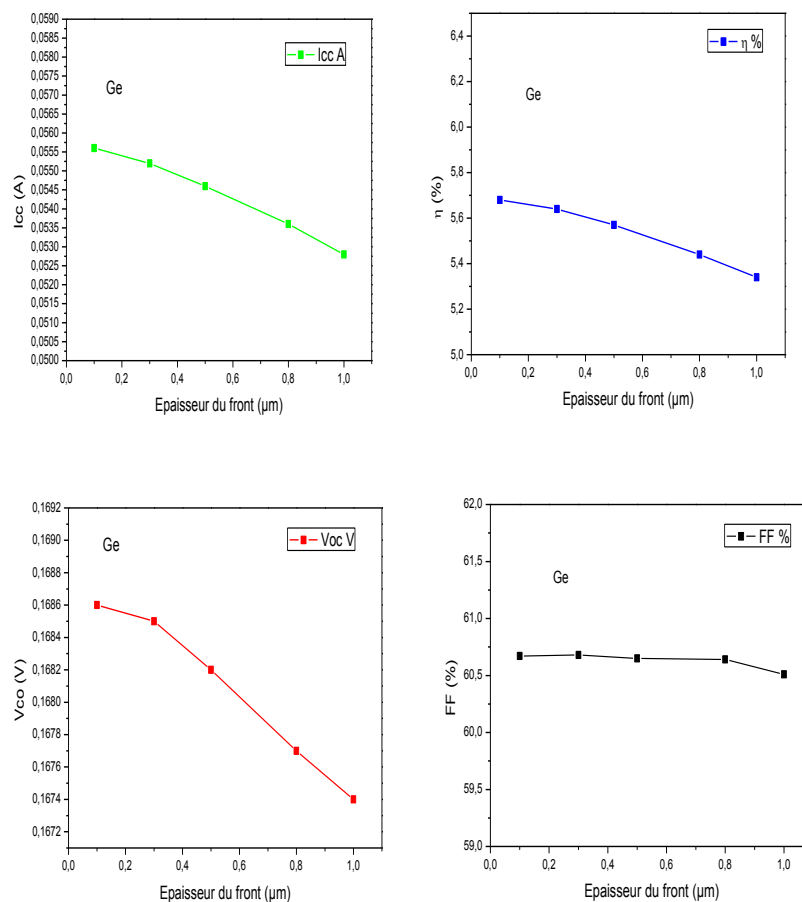 Icc A
Ge
Icc (A)
0,0590
0,0585
0,0580
0,0575
0,0570
0,0565
0,0560
0,0555
0,0550
0,0545
0,0540
0,0535
0,0530
0,0525
0,0520
0,0515
0,0510
0,0505
0,0500
0,0 0,2 0,4 0,6 0,8 1,0
Epaisseur du front (µm)
η %
Ge
η (%)
6,4
6,2
6,0
5,8
5,6
5,4
5,2
5,0
0,0 0,2 0,4 0,6 0,8 1,0
Epaisseur du front (µm)
Voc V
Ge
Vco (V)
0,1692
0,1690
0,1688
0,1686
0,1684
0,1682
0,1680
0,1677
0,1676
0,1674
0,1672
0,0 0,2 0,4 0,6 0,8 1,0
Epaisseur du front (µm)
FF %
Ge
FF (%)
62,0
61,5
61,0
60,5
60,0
59,5
59,0
0,0 0,2 0,4 0,6 0,8 1,0
Epaisseur du front (µm)